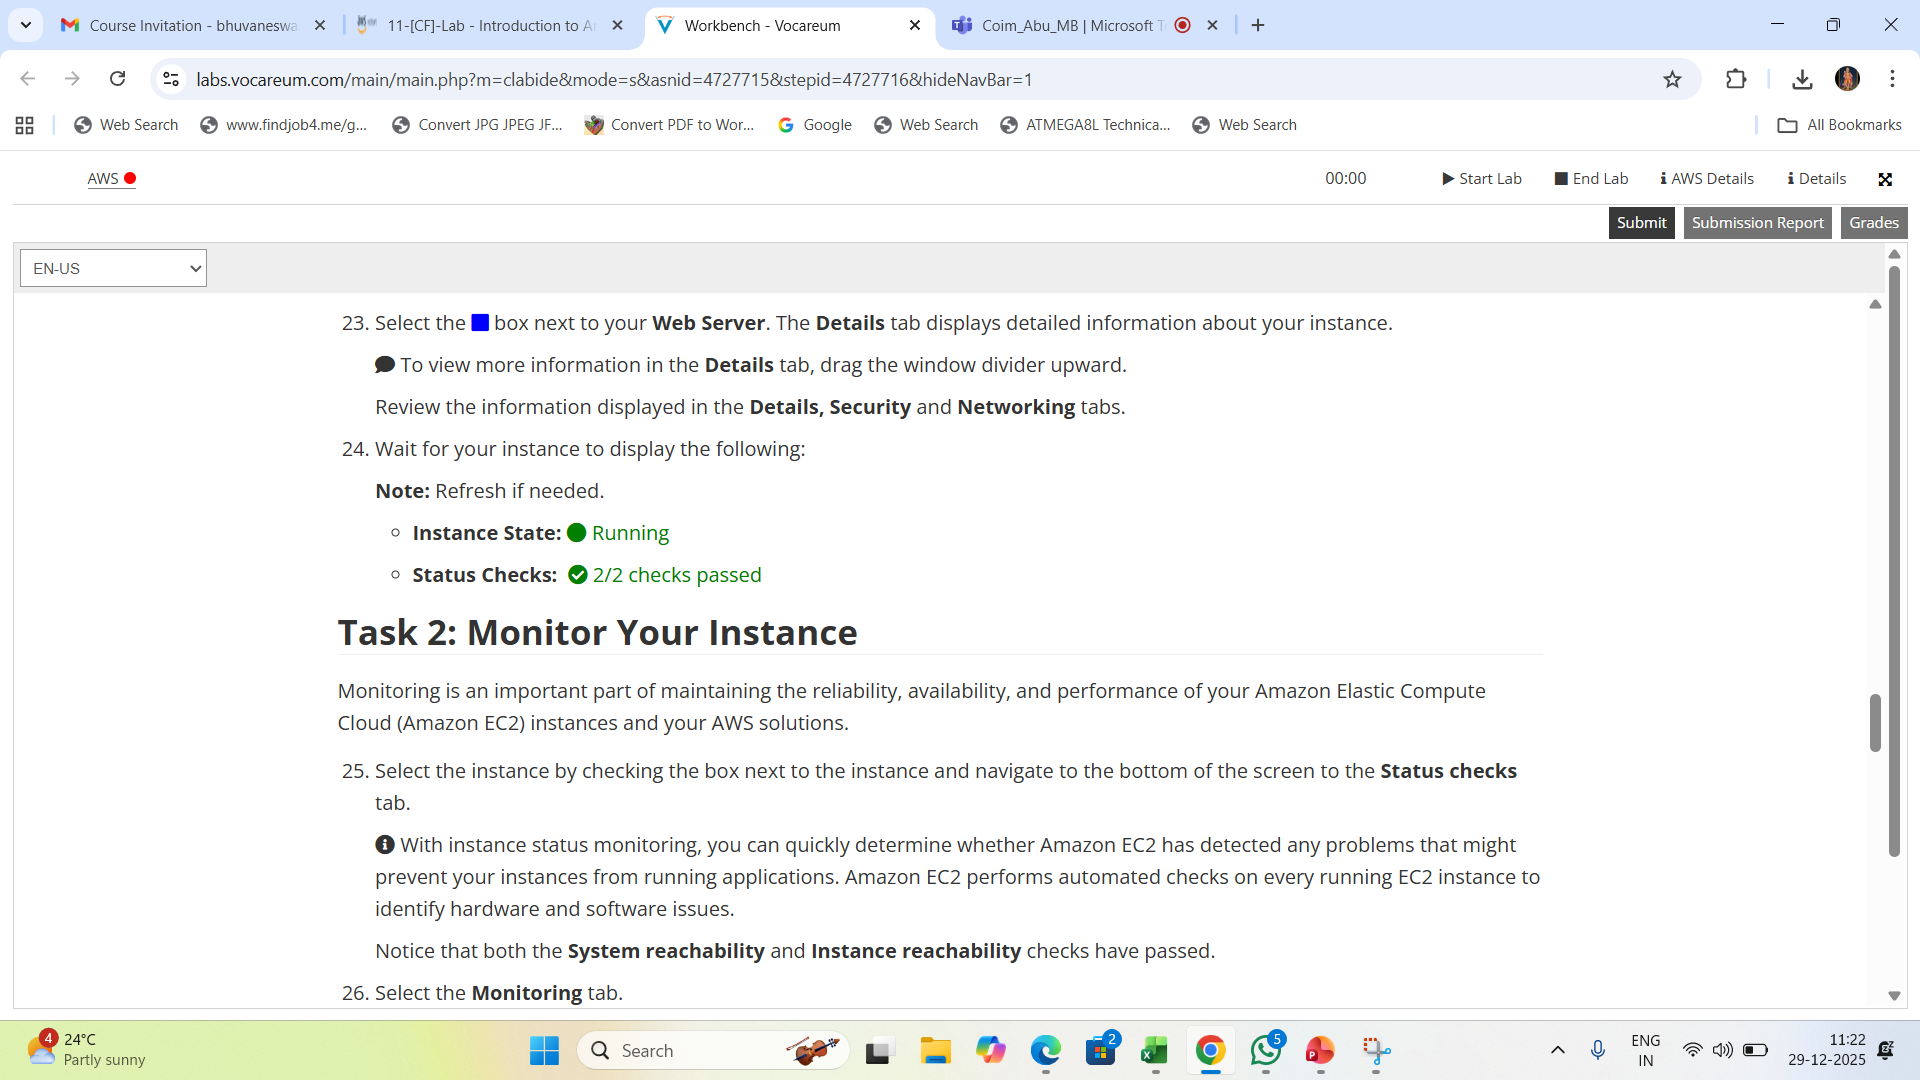 Course Invitation - bhuvaneswa
11-[CF]-Lab - Introduction to A
Workbench - Vocareum
Coim_Abu_MB | Microsoft T
labs.vocareum.com/main/main.php?m=clabide&mode=s&asnid=4727715&stepid=4727716&hideNavBar=1
Web Search
www.findjob4.me/g...
Convert JPG JPEG JF...
Convert PDF to Wor...
Google
Web Search
ATMEGA8L Technica...
Web Search
All Bookmarks
AWS
00:00
Start Lab
End Lab
AWS Details
Details
Submit
Submission Report
Grades
EN-US
23. Select the box next to your Web Server. The Details tab displays detailed information about your instance.
To view more information in the Details tab, drag the window divider upward.
Review the information displayed in the Details, Security and Networking tabs.
24. Wait for your instance to display the following:
Note: Refresh if needed.
Instance State: Running
Status Checks: 2/2 checks passed
Task 2: Monitor Your Instance
Monitoring is an important part of maintaining the reliability, availability, and performance of your Amazon Elastic Compute
Cloud (Amazon EC2) instances and your AWS solutions.
25. Select the instance by checking the box next to the instance and navigate to the bottom of the screen to the Status checks
tab.
With instance status monitoring, you can quickly determine whether Amazon EC2 has detected any problems that might
prevent your instances from running applications. Amazon EC2 performs automated checks on every running EC2 instance to
identify hardware and software issues.
Notice that both the System reachability and Instance reachability checks have passed.
26. Select the Monitoring tab.
4
24°C
Partly sunny
Search
2
5
ENG
IN
11:22
29-12-2025